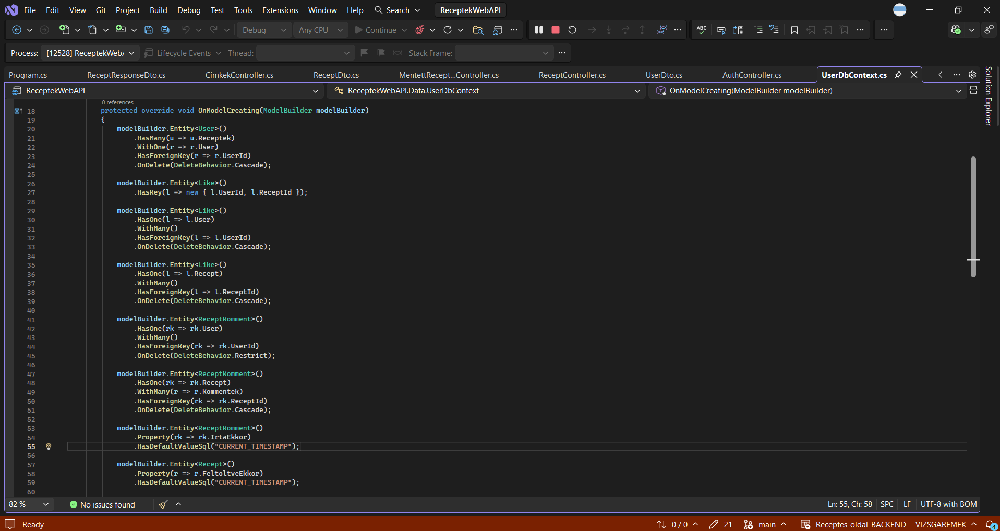 File Edit View Git Project Build Debug Test Tools Extensions Window Help Search ReceptekWebAPI
Debug Any CPU Continue
Process: [12528] ReceptekWebA Lifecycle Events Thread: Stack Frame:
Program.cs ReceptResponseDto.cs CimkekController.cs ReceptDto.cs MentettRecept...Controller.cs ReceptController.cs UserDto.cs AuthController.cs UserDbContext.cs
Solution Explorer
ReceptekWebAPI ReceptekWebAPI.Data.UserDbContext OnModelCreating(ModelBuilder modelBuilder)
0 references
18 protected override void OnModelCreating(ModelBuilder modelBuilder)
19 {
20 modelBuilder.Entity<User>()
21 .HasMany(u => u.Receptek)
22 .WithOne(r => r.User)
23 .HasForeignKey(r => r.UserId)
24 .OnDelete(DeleteBehavior.Cascade);
25
26 modelBuilder.Entity<Like>()
27 .HasKey(l => new { l.UserId, l.ReceptId });
28
29 modelBuilder.Entity<Like>()
30 .HasOne(l => l.User)
31 .WithMany()
32 .HasForeignKey(l => l.UserId)
33 .OnDelete(DeleteBehavior.Cascade);
34
35 modelBuilder.Entity<Like>()
36 .HasOne(l => l.Recept)
37 .WithMany()
38 .HasForeignKey(l => l.ReceptId)
39 .OnDelete(DeleteBehavior.Cascade);
40
41 modelBuilder.Entity<ReceptKomment>()
42 .HasOne(rk => rk.User)
43 .WithMany()
44 .HasForeignKey(rk => rk.UserId)
45 .OnDelete(DeleteBehavior.Restrict);
46
47 modelBuilder.Entity<ReceptKomment>()
48 .HasOne(rk => rk.Recept)
49 .WithMany(r => r.Kommentek)
50 .HasForeignKey(rk => rk.ReceptId)
51 .OnDelete(DeleteBehavior.Cascade);
52
53 modelBuilder.Entity<ReceptKomment>()
54 .Property(rk => rk.IrtaEkkor)
55 .HasDefaultValueSql("CURRENT_TIMESTAMP");
56
57 modelBuilder.Entity<Recept>()
58 .Property(r => r.FeltoltveEkkor)
59 .HasDefaultValueSql("CURRENT_TIMESTAMP");
60
82 % No issues found Ln: 55, Ch: 58 SPC LF UTF-8 with BOM
Ready 0 / 0 21 main Receptes-oldal-BACKEND---VIZSGAREMEK 4